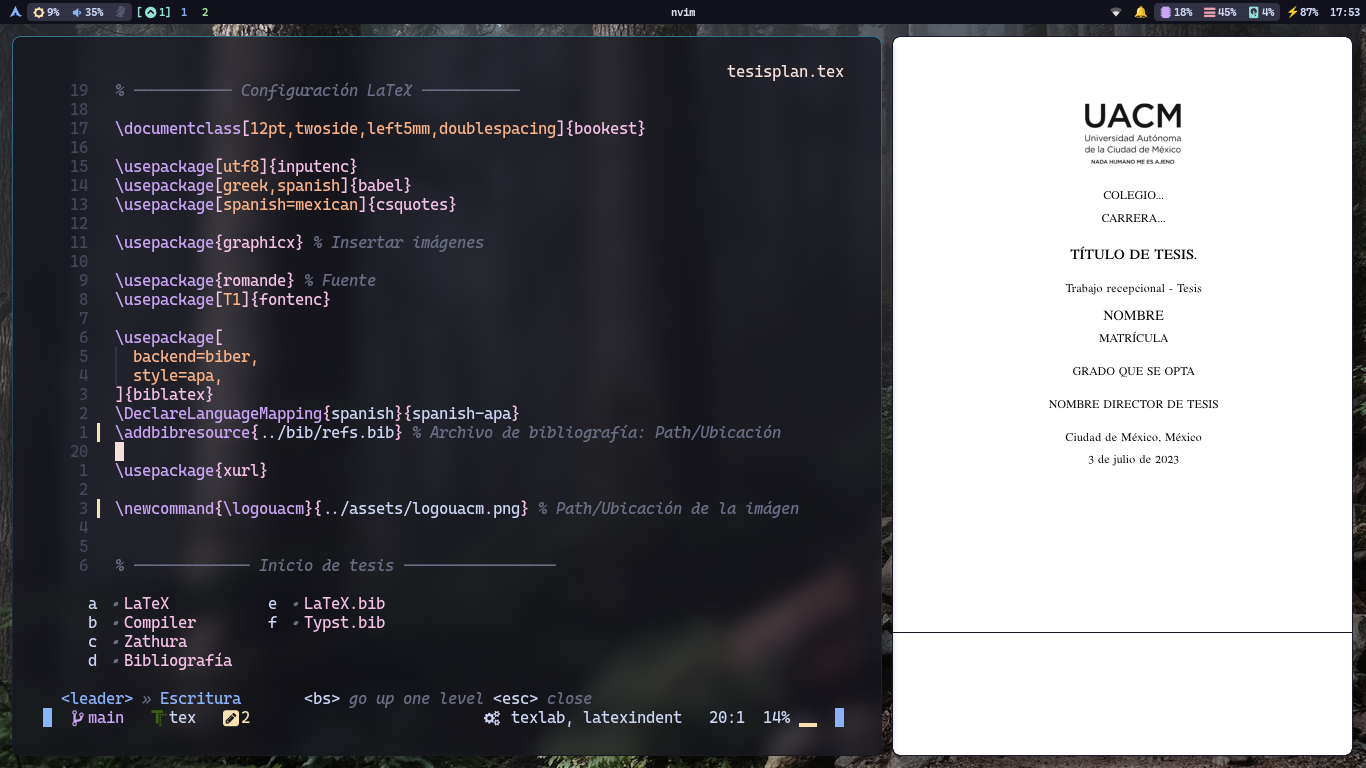 9% 35% [ 1] 1 2 nvim 18% 45% 4% 87% 17:53
tesisplan.tex
19 % ─────────── Configuración LaTeX ───────────
18
17 \documentclass[12pt,twoside,left5mm,doublespacing]{bookest}
16
15 \usepackage[utf8]{inputenc}
14 \usepackage[greek,spanish]{babel}
13 \usepackage[spanish=mexican]{csquotes}
12
11 \usepackage{graphicx} % Insertar imágenes
10
9 \usepackage{romande} % Fuente
8 \usepackage[T1]{fontenc}
7
6 \usepackage[
5 backend=biber,
4 style=apa,
3 ]{biblatex}
2 \DeclareLanguageMapping{spanish}{spanish-apa}
1 \addbibresource{../bib/refs.bib} % Archivo de bibliografía: Path/Ubicación
20
1 \usepackage{xurl}
2
3 \newcommand{\logouacm}{../assets/logouacm.png} % Path/Ubicación de la imágen
4
5
6 % ───────────── Inicio de tesis ─────────────────
a • LaTeX e • LaTeX.bib
b • Compiler f • Typst.bib
c • Zathura
d • Bibliografía
<leader> » Escritura <bs> go up one level <esc> close
main tex 2 texlab, latexindent 20:1 14%
UACM
Universidad Autónoma
de la Ciudad de México
NADA HUMANO ME ES AJENO
COLEGIO...
CARRERA...
TÍTULO DE TESIS.
Trabajo recepcional - Tesis
NOMBRE
MATRÍCULA
GRADO QUE SE OPTA
NOMBRE DIRECTOR DE TESIS
Ciudad de México, México
3 de julio de 2023